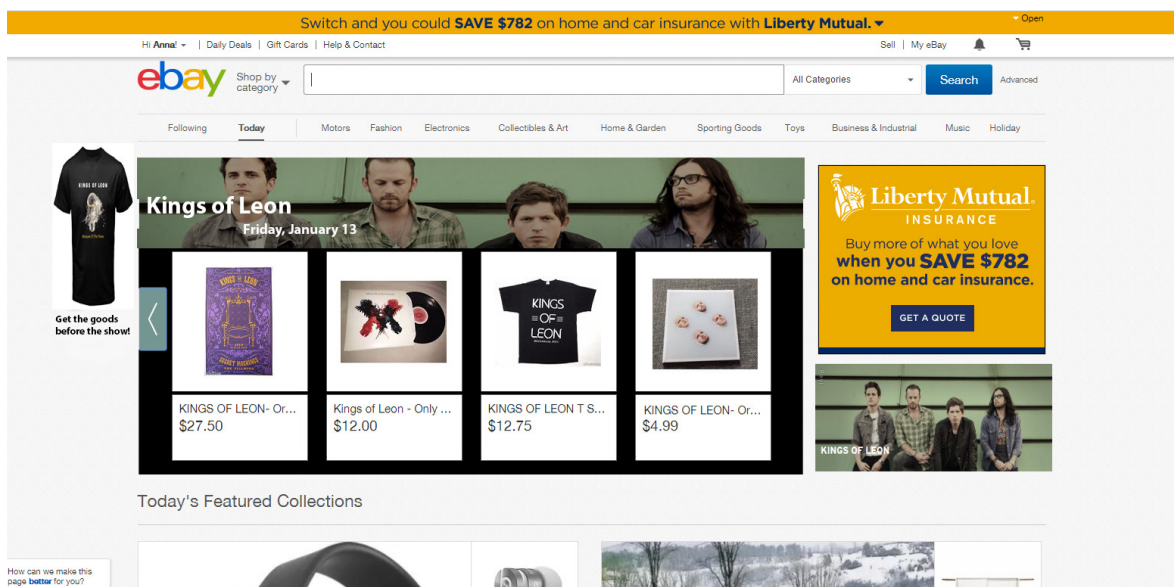 Switch and you could SAVE $782 on home and car insurance with Liberty Mutual.
Open
Hi Anna! | Daily Deals | Gift Cards | Help & Contact
Sell | My eBay
ebay
Shop by
category
All Categories
Search
Advanced
Following
Today
Motors
Fashion
Electronics
Collectibles & Art
Home & Garden
Sporting Goods
Toys
Business & Industrial
Music
Holiday
KINGS OF LEON
Get the goods
before the show!
Kings of Leon
Friday, January 13
KINGS OF LEON
KINGS
OF
LEON
KINGS OF LEON- Or...
$27.50
Kings of Leon - Only ...
$12.00
KINGS OF LEON T S...
$12.75
KINGS OF LEON- Or...
$4.99
Liberty Mutual
INSURANCE
Buy more of what you love
when you SAVE $782
on home and car insurance.
GET A QUOTE
KINGS OF LEON
Today's Featured Collections
How can we make this
page better for you?